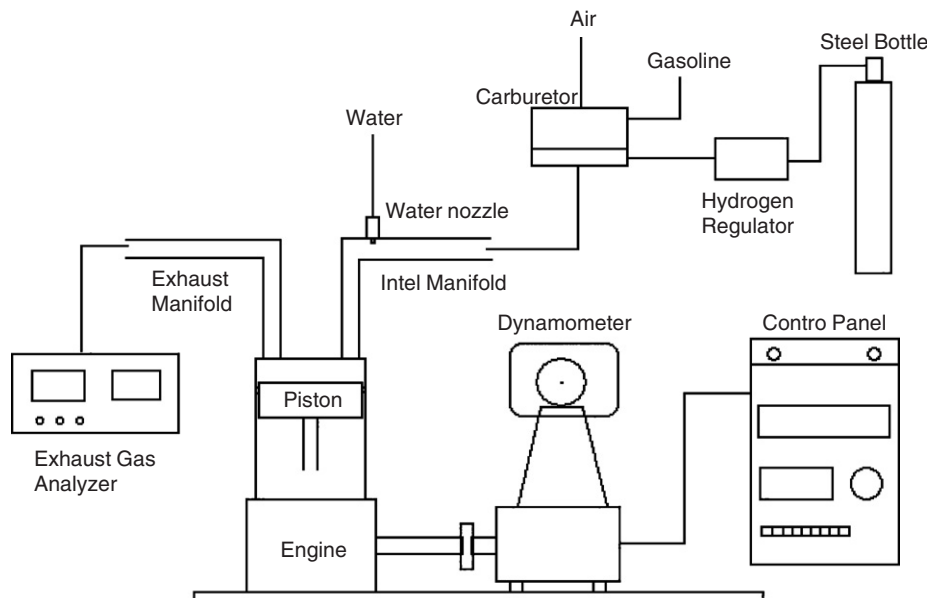 Air
Steel Bottle
Gasoline
Carburetor
Water
Hydrogen
Regulator
Water nozzle
Exhaust
Manifold
Intel Manifold
Dynamometer
Contro Panel
Piston
Exhaust Gas
Analyzer
Engine